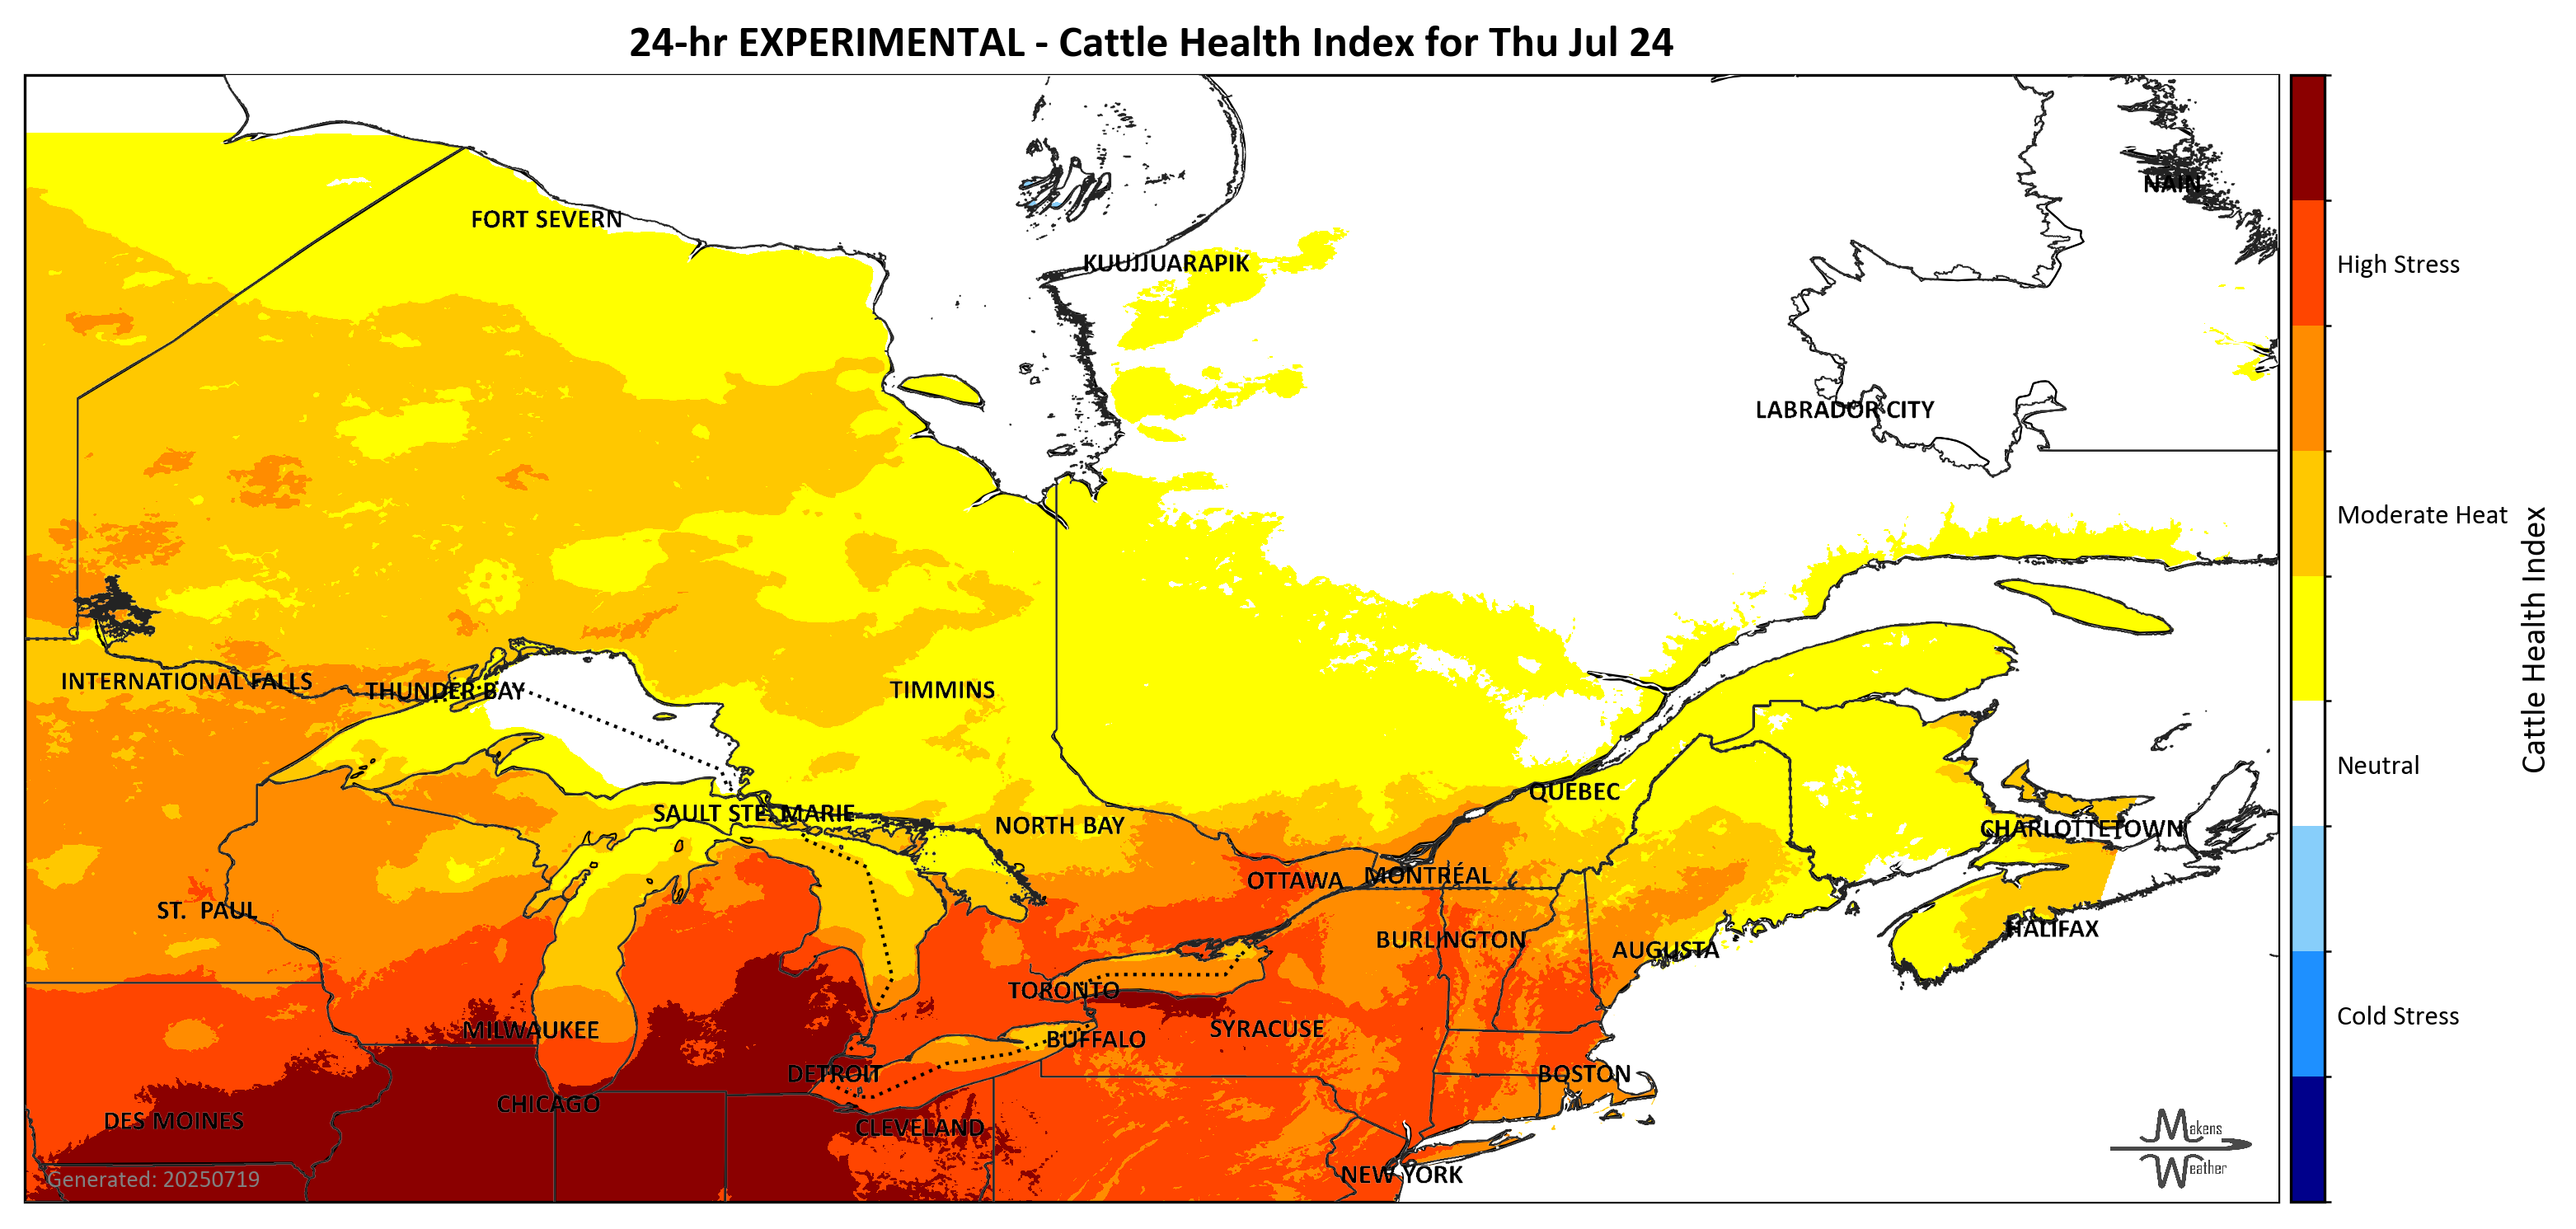 24-hr EXPERIMENTAL - Cattle Health Index for Thu Jul 24
NAIN
FORT SEVERN
KUUJJUARAPIK
High Stress
LABRADOR CITY
Moderate Heat
Cattle Health Index
INTERNATIONAL FALLS
THUNDER BAY
TIMMINS
Neutral
QUEBEC
SAULT STE. MARIE
NORTH BAY
CHARLOTTETOWN
OTTAWA
MONTRÉAL
ST. PAUL
HALIFAX
BURLINGTON
AUGUSTA
TORONTO
Cold Stress
MILWAUKEE
SYRACUSE
BUFFALO
DETROIT
BOSTON
CHICAGO
DES MOINES
CLEVELAND
Makens
Weather
NEW YORK
Generated: 20250719